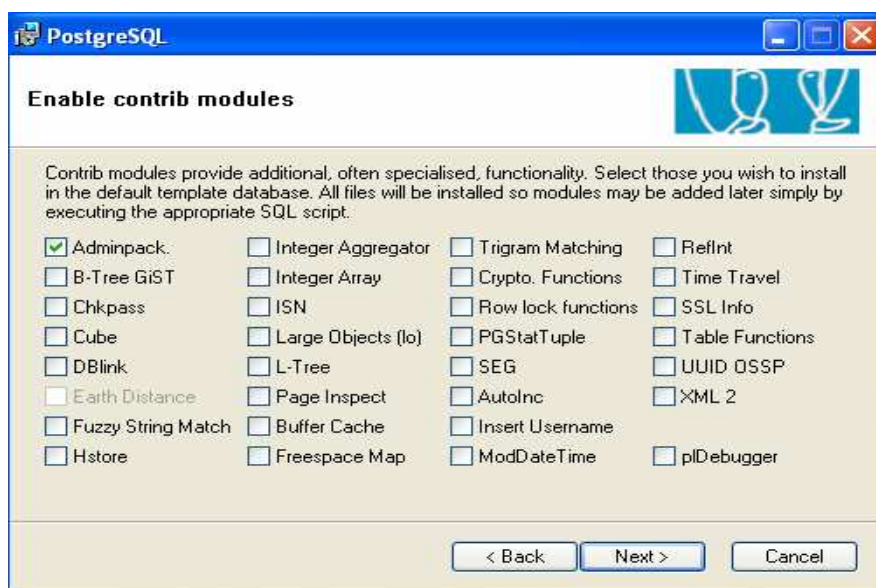 PostgreSQL
Enable contrib modules
Contrib modules provide additional, often specialised, functionality. Select those you wish to install
in the default template database. All files will be installed so modules may be added later simply by
executing the appropriate SQL script.
Adminpack. Integer Aggregator Trigram Matching RefInt
B-Tree GiST Integer Array Crypto. Functions Time Travel
Chkpass ISN Row lock functions SSL Info
Cube Large Objects (lo) PGStatTuple Table Functions
DBlink L-Tree SEG UUID OSSP
Earth Distance Page Inspect AutoInc XML 2
Fuzzy String Match Buffer Cache Insert Username
Hstore Freespace Map ModDateTime plDebugger
< Back Next > Cancel